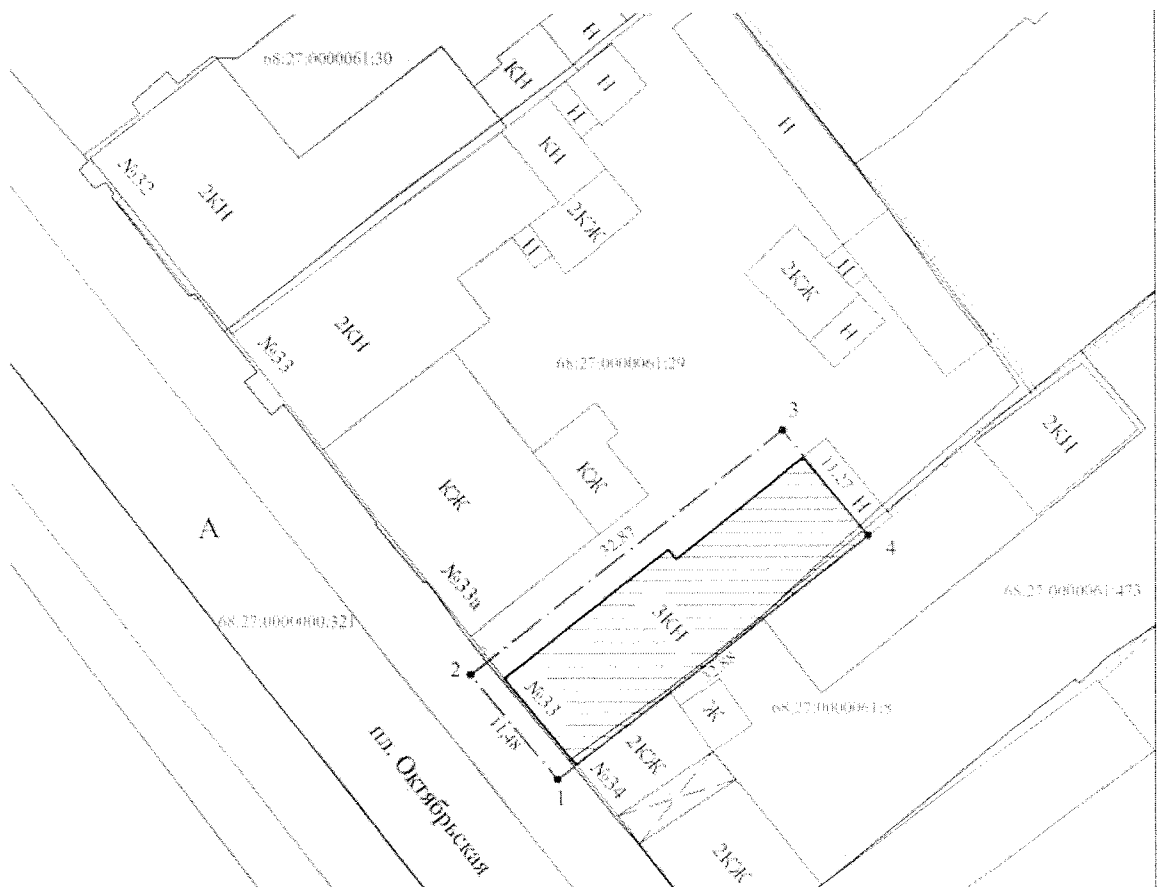 68:27:0000061:30
Н
КН
Н
Н
Н
КН
№32
2КН
2КЖ
Н
2КЖ
Н
Н
2КН
№33
68:27:0000061:29
3
2КН
11,27
Н
КЖ
КЖ
А
32,82
4
№33а
68:27:0000061:473
68:27:0000000:321
3КН
2
№33
Ж
68:27:0000061:8
11,48
2КЖ
1
№34
пл. Октябрьская
2КЖ